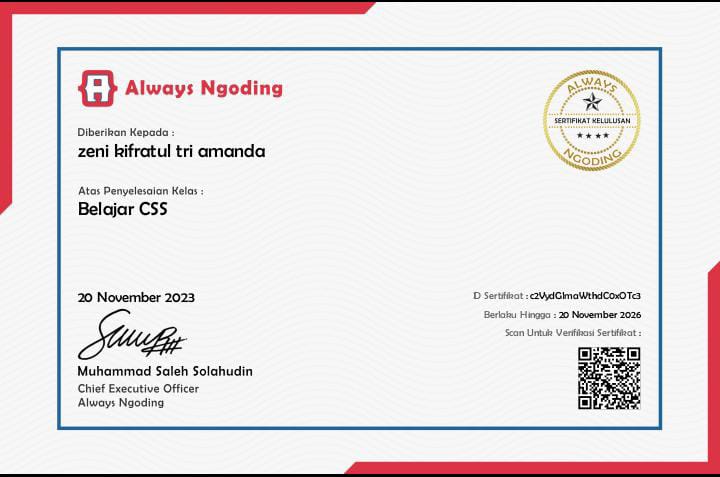 Always Ngoding
Diberikan Kepada :
zeni kifratul tri amanda
Atas Penyelesaian Kelas :
Belajar CSS
ALWAYS
SERTIFIKAT KELULUSAN
NGODING
20 November 2023
Muhammad Saleh Solahudin
Chief Executive Officer
Always Ngoding
ID Sertifikat : c2VydGlmaWthdC0xOTc3
Berlaku Hingga : 20 November 2026
Scan Untuk Verifikasi Sertifikat :